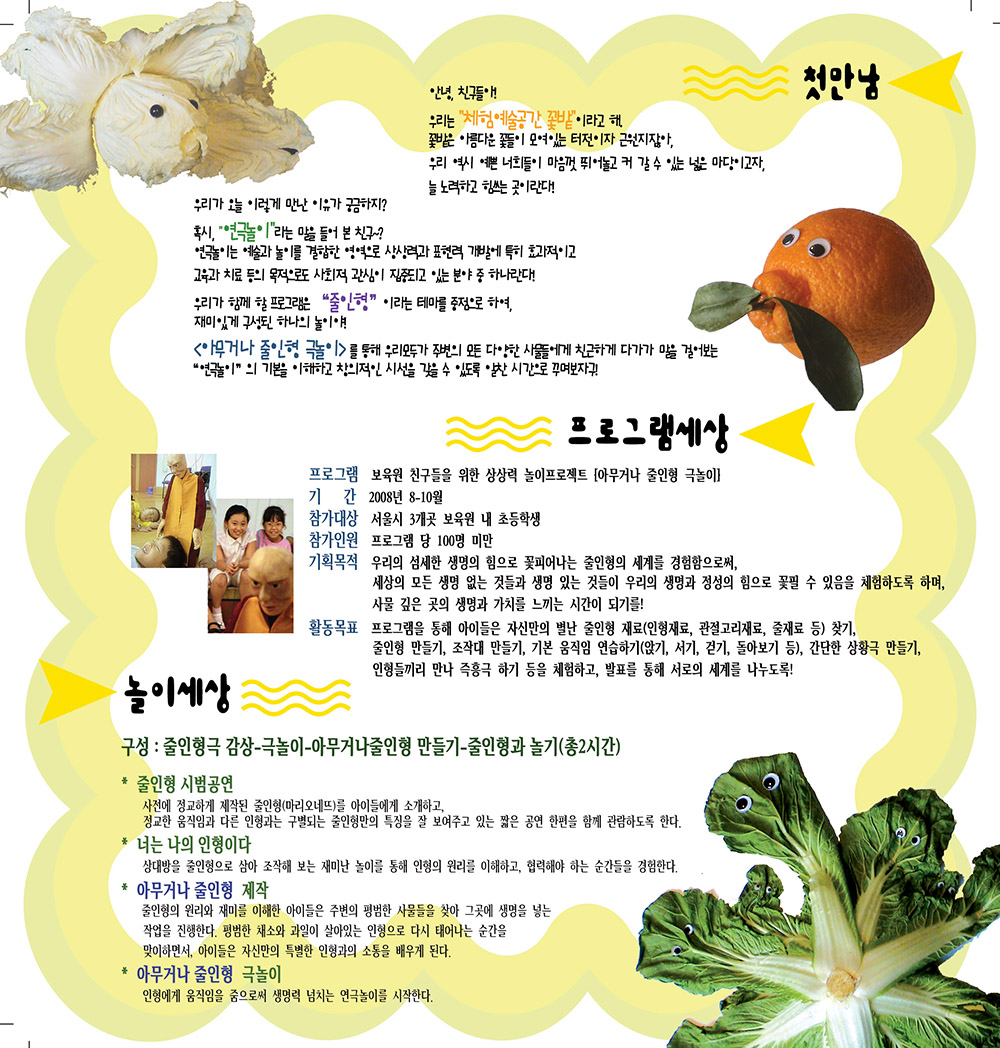 첫만남
안녕, 친구들아!
우리는 "체험예술공간 꽃밭"이라고 해.
꽃밭은 아름다운 꽃들이 모여있는 터전이자 근원지잖아,
우리 역시 예쁜 너희들이 마음껏 뛰어놀고 커 갈 수 있는 넓은 마당이고자,
늘 노력하고 힘쓰는 곳이란다!
우리가 오늘 이렇게 만난 이유가 궁금하지?
혹시, "연극놀이"라는 말을 들어 본 친구~?
연극놀이는 예술과 놀이를 결합한 영역으로 상상력과 표현력 개발에 특히 효과적이고
교육과 치료 등의 목적으로도 사회적 관심이 집중되고 있는 분야 중 하나란다!
우리가 함께 할 프로그램은 “줄인형” 이라는 테마를 중점으로 하여,
재미있게 구성된 하나의 놀이야!
<아무거나 줄인형 극놀이>를 통해 우리모두가 주변의 모든 다양한 사물들에게 친근하게 다가가 말을 걸어보는
“연극놀이” 의 기본을 이해하고 창의적인 시선을 갖을 수 있도록 알찬 시간으로 꾸며보자구!
프로그램세상
프로그램 보육원 친구들을 위한 상상력 놀이프로젝트 [아무거나 줄인형 극놀이]
기 간 2008년 8-10월
참가대상 서울시 3개곳 보육원 내 초등학생
참가인원 프로그램 당 100명 미만
기획목적 우리의 섬세한 생명의 힘으로 꽃피어나는 줄인형의 세계를 경험함으로써,
세상의 모든 생명 없는 것들과 생명 있는 것들이 우리의 생명과 정성의 힘으로 꽃필 수 있음을 체험하도록 하며,
사물 깊은 곳의 생명과 가치를 느끼는 시간이 되기를!
활동목표 프로그램을 통해 아이들은 자신만의 별난 줄인형 재료(인형재료, 관절고리재료, 줄재료 등) 찾기,
줄인형 만들기, 조작대 만들기, 기본 움직임 연습하기(앉기, 서기, 걷기, 돌아보기 등), 간단한 상황극 만들기,
인형들끼리 만나 즉흥극 하기 등을 체험하고, 발표를 통해 서로의 세계를 나누도록!
놀이세상
구성 : 줄인형극 감상-극놀이-아무거나줄인형 만들기-줄인형과 놀기(총2시간)
* 줄인형 시범공연
사전에 정교하게 제작된 줄인형(마리오네뜨)를 아이들에게 소개하고,
정교한 움직임과 다른 인형과는 구별되는 줄인형만의 특징을 잘 보여주고 있는 짧은 공연 한편을 함께 관람하도록 한다.
* 너는 나의 인형이다
상대방을 줄인형으로 삼아 조작해 보는 재미난 놀이를 통해 인형의 원리를 이해하고, 협력해야 하는 순간들을 경험한다.
* 아무거나 줄인형 제작
줄인형의 원리와 재미를 이해한 아이들은 주변의 평범한 사물들을 찾아 그곳에 생명을 넣는
작업을 진행한다. 평범한 채소와 과일이 살아있는 인형으로 다시 태어나는 순간을
맞이하면서, 아이들은 자신만의 특별한 인형과의 소통을 배우게 된다.
* 아무거나 줄인형 극놀이
인형에게 움직임을 줌으로써 생명력 넘치는 연극놀이를 시작한다.